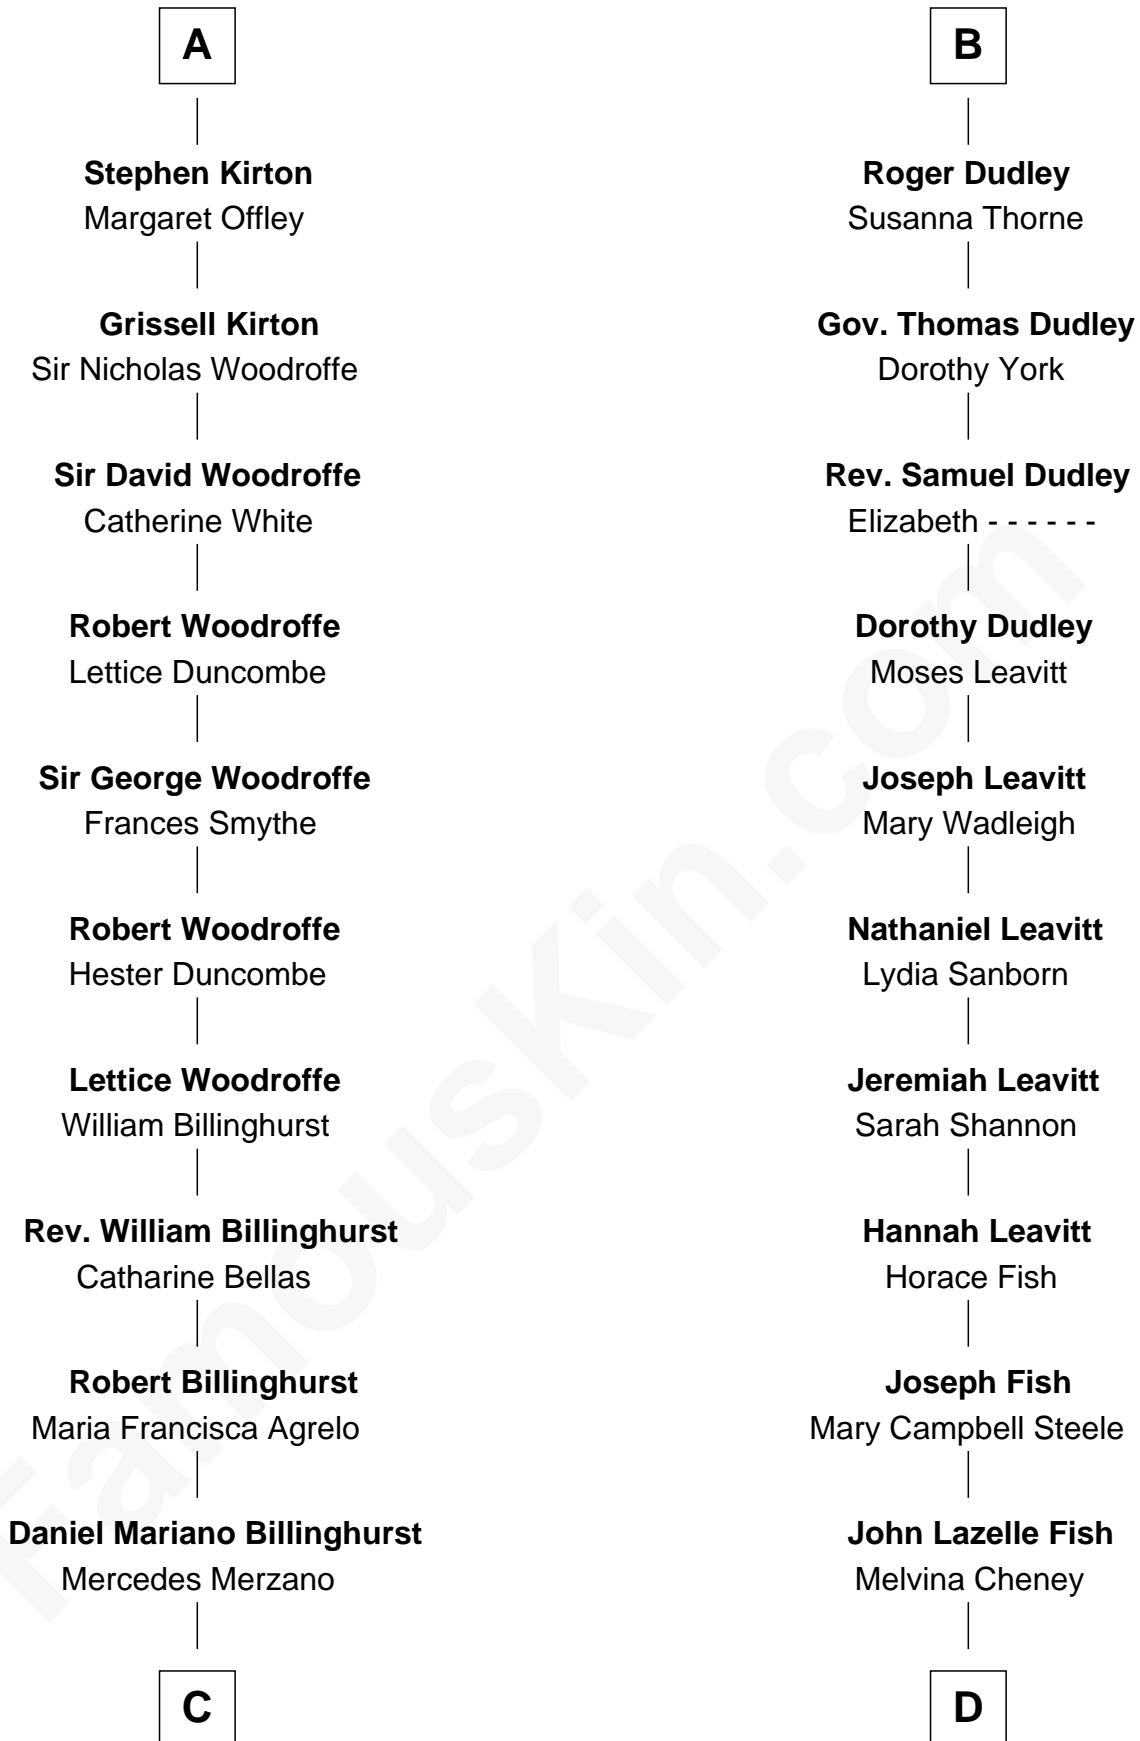 A
Stephen Kirton
Margaret Offley
Grissell Kirton
Sir Nicholas Woodroffe
Sir David Woodroffe
Catherine White
Robert Woodroffe
Lettice Duncombe
Sir George Woodroffe
Frances Smythe
Robert Woodroffe
Hester Duncombe
Lettice Woodroffe
William Billinghurst
Rev. William Billinghurst
Catharine Bellas
Robert Billinghurst
Maria Francisca Agrelo
Daniel Mariano Billinghurst
Mercedes Merzano
C
B
Roger Dudley
Susanna Thorne
Gov. Thomas Dudley
Dorothy York
Rev. Samuel Dudley
Elizabeth - - - - - -
Dorothy Dudley
Moses Leavitt
Joseph Leavitt
Mary Wadleigh
Nathaniel Leavitt
Lydia Sanborn
Jeremiah Leavitt
Sarah Shannon
Hannah Leavitt
Horace Fish
Joseph Fish
Mary Campbell Steele
John Lazelle Fish
Melvina Cheney
D
FamousKin.com